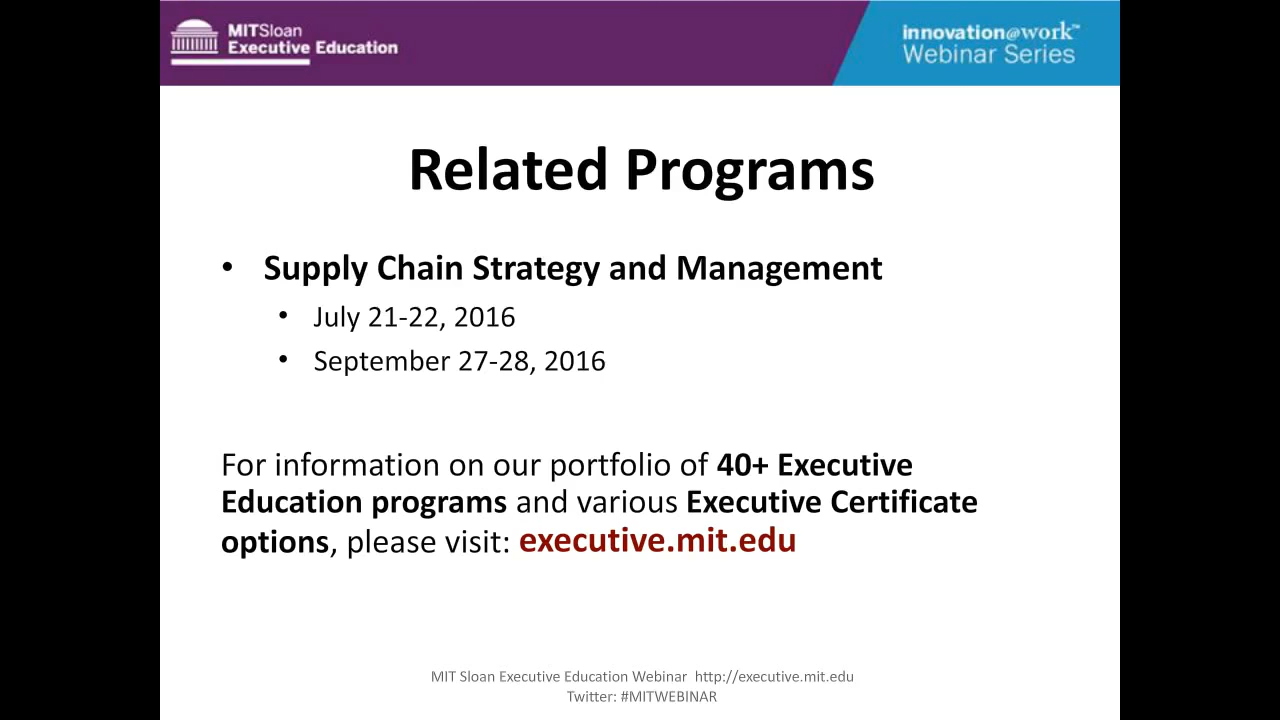 MITSloan
Executive Education
innovation@work™
Webinar Series
Related Programs
• Supply Chain Strategy and Management
• July 21-22, 2016
• September 27-28, 2016
For information on our portfolio of 40+ Executive
Education programs and various Executive Certificate
options, please visit: executive.mit.edu
MIT Sloan Executive Education Webinar http://executive.mit.edu
Twitter: #MITWEBINAR